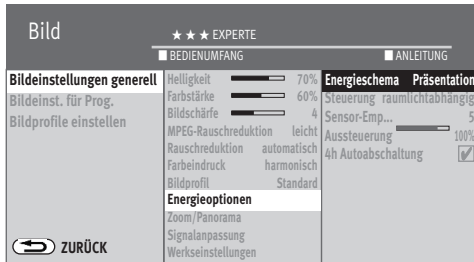 Bild
★★★ EXPERTE
BEDIENUMFANG
ANLEITUNG
Bildeinstellungen generell
Bildeinst. für Prog.
Bildprofile einstellen
ZURÜCK
Helligkeit 70%
Farbstärke 60%
Bildschärfe 4
MPEG-Rauschreduktion leicht
Rauschreduktion automatisch
Farbeindruck harmonisch
Bildprofil Standard
Energieoptionen
Zoom/Panorama
Signalanpassung
Werkseinstellungen
Energieschema Präsentation
Steuerung raumlichtabhängig
Sensor-Emp... 5
Aussteuerung 100%
4h Autoabschaltung